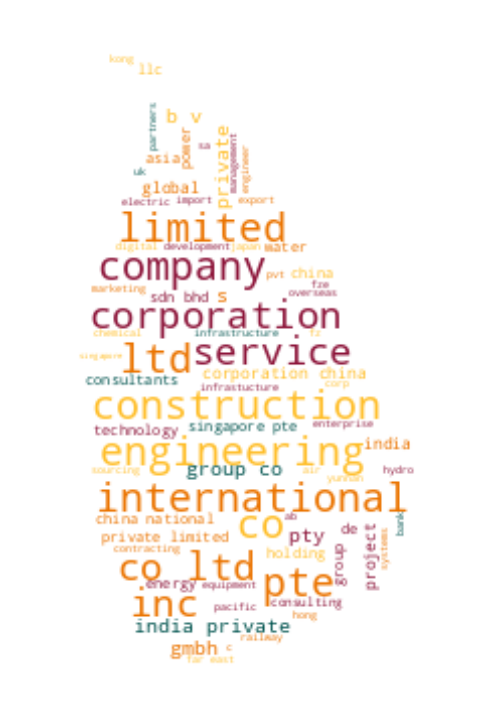 kong
llc
partners
b v
power
private
sa
management
engineer
asia
uk
global
electric
import
export
limited
digital
development
japan
water
company
pvt
china
fze
marketing
sdn bhd
s
overseas
corporation
chemical
infrastructure
fz
ltd
service
singapore
corporation china
consultants
infrastucture
corp
construction
technology
singapore pte
enterprise
engineering
india
group co
sourcing
air
hydro
yunnan
international
china national
co
ab
bank
private limited
pty
de
project
systems
contracting
holding
group
co ltd
energy
equipment
pte
inc
pacific
consulting
hong
india private
railway
gmbh
c
far east